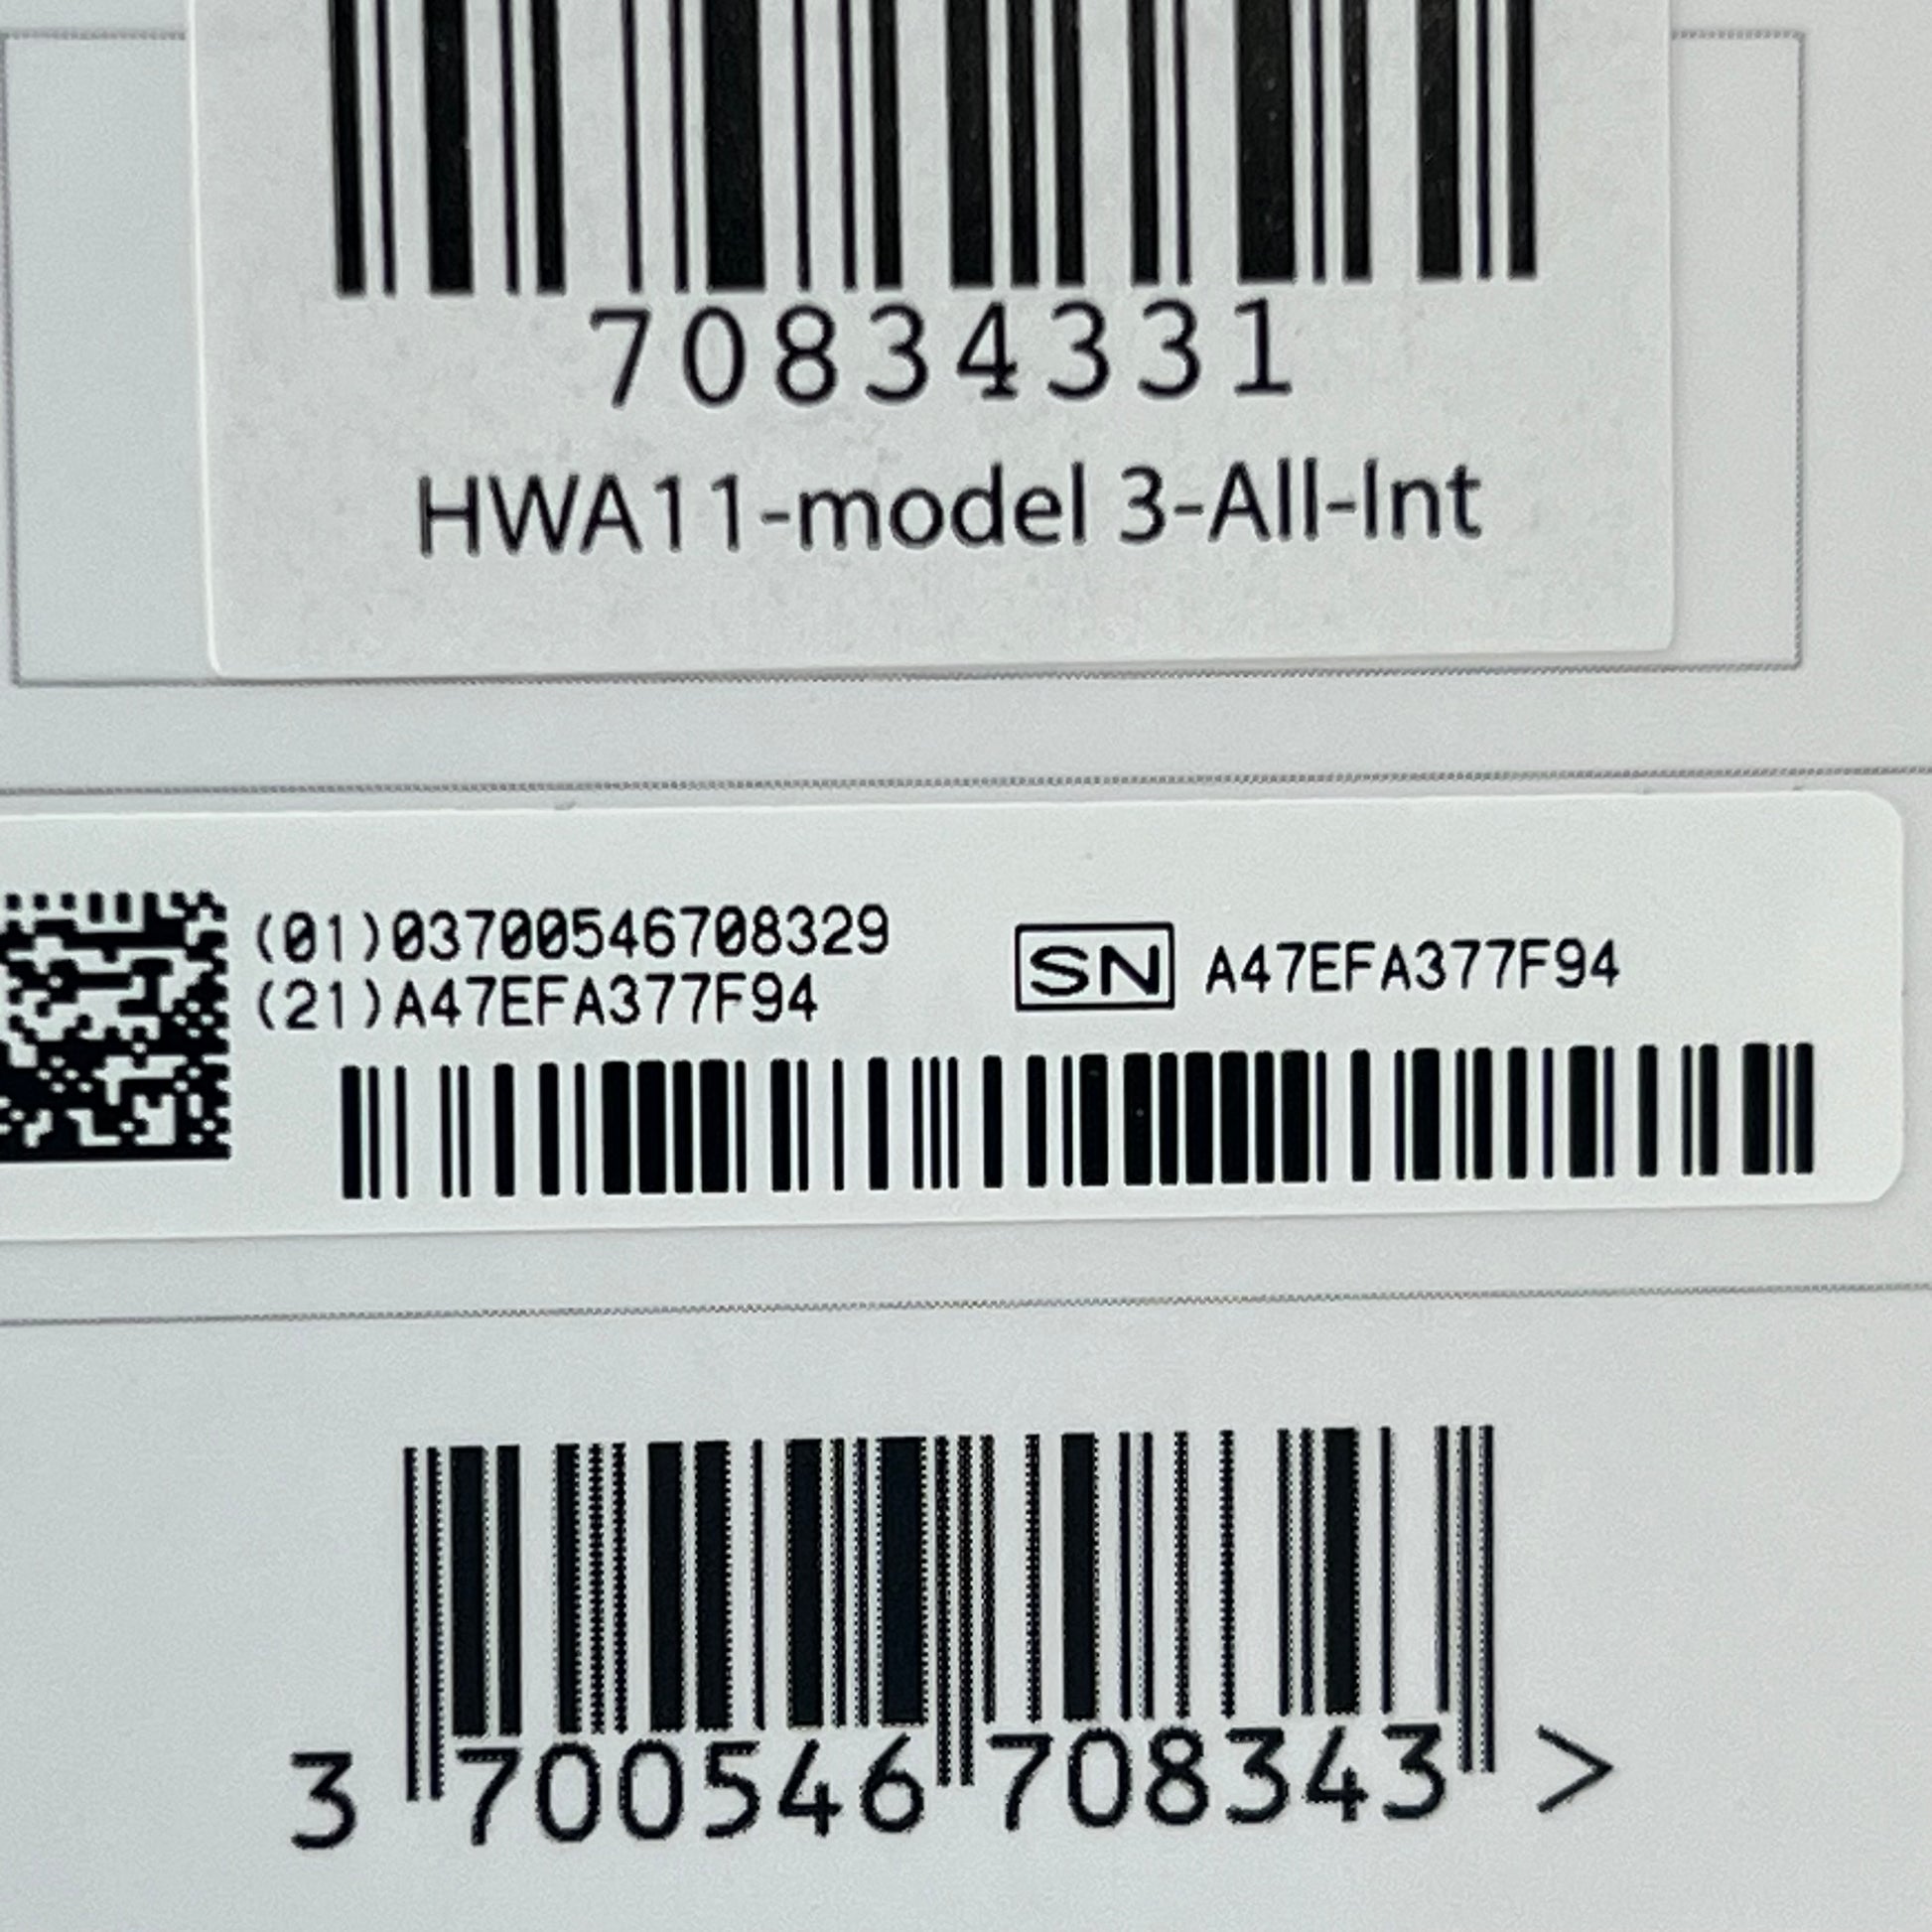 70834331
HWA11-model 3-All-Int
(01)03700546708329
(21)A47EFA377F94
SN A47EFA377F94
3 700546 708343 >